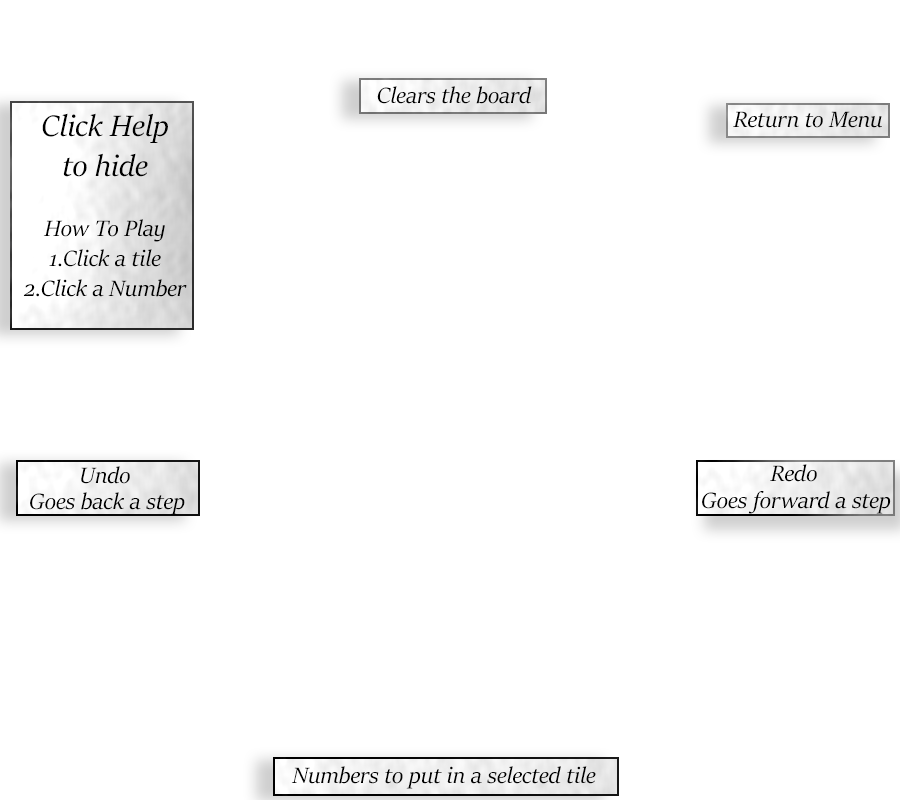 Clears the board
Return to Menu
Click Help
to hide
How To Play
1.Click a tile
2.Click a Number
Undo
Goes back a step
Redo
Goes forward a step
Numbers to put in a selected tile